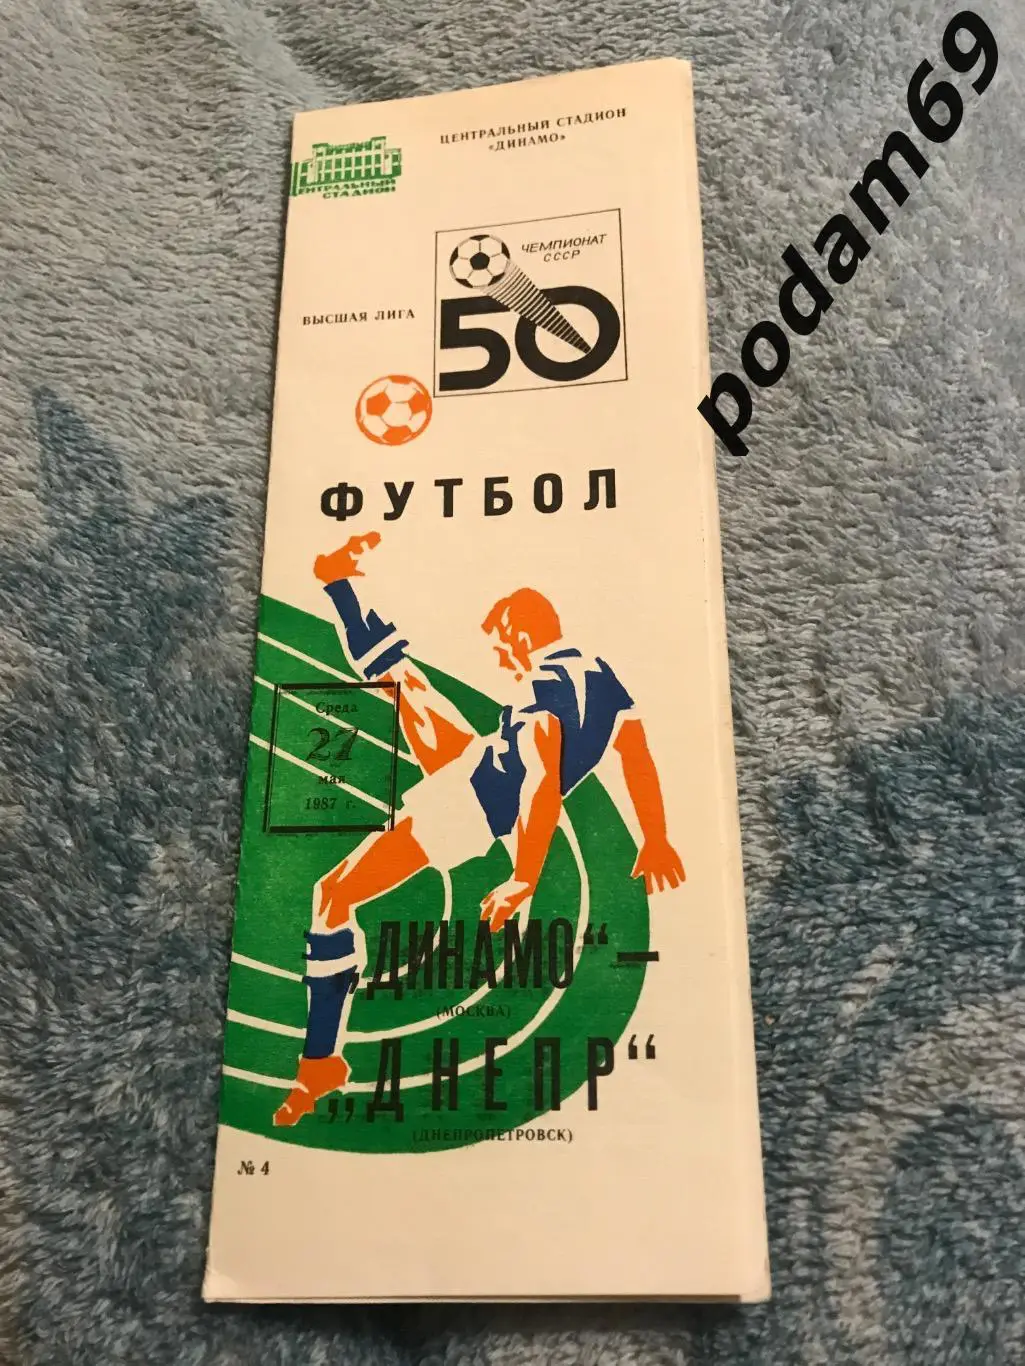 ЦЕНТРАЛЬНЫЙ СТАДИОН
«ДИНАМО»
ЕНТРАЛЬНЫЙ
СТАДИОН
ЧЕМПИОНАТ
СССР
50
ВЫСШАЯ ЛИГА
ФУТБОЛ
Среда
27
мая
1987 г.
„ДИНАМО“ —
(МОСКВА)
„ДНЕПР“
(ДНЕПРОПЕТРОВСК)
№ 4
podam69